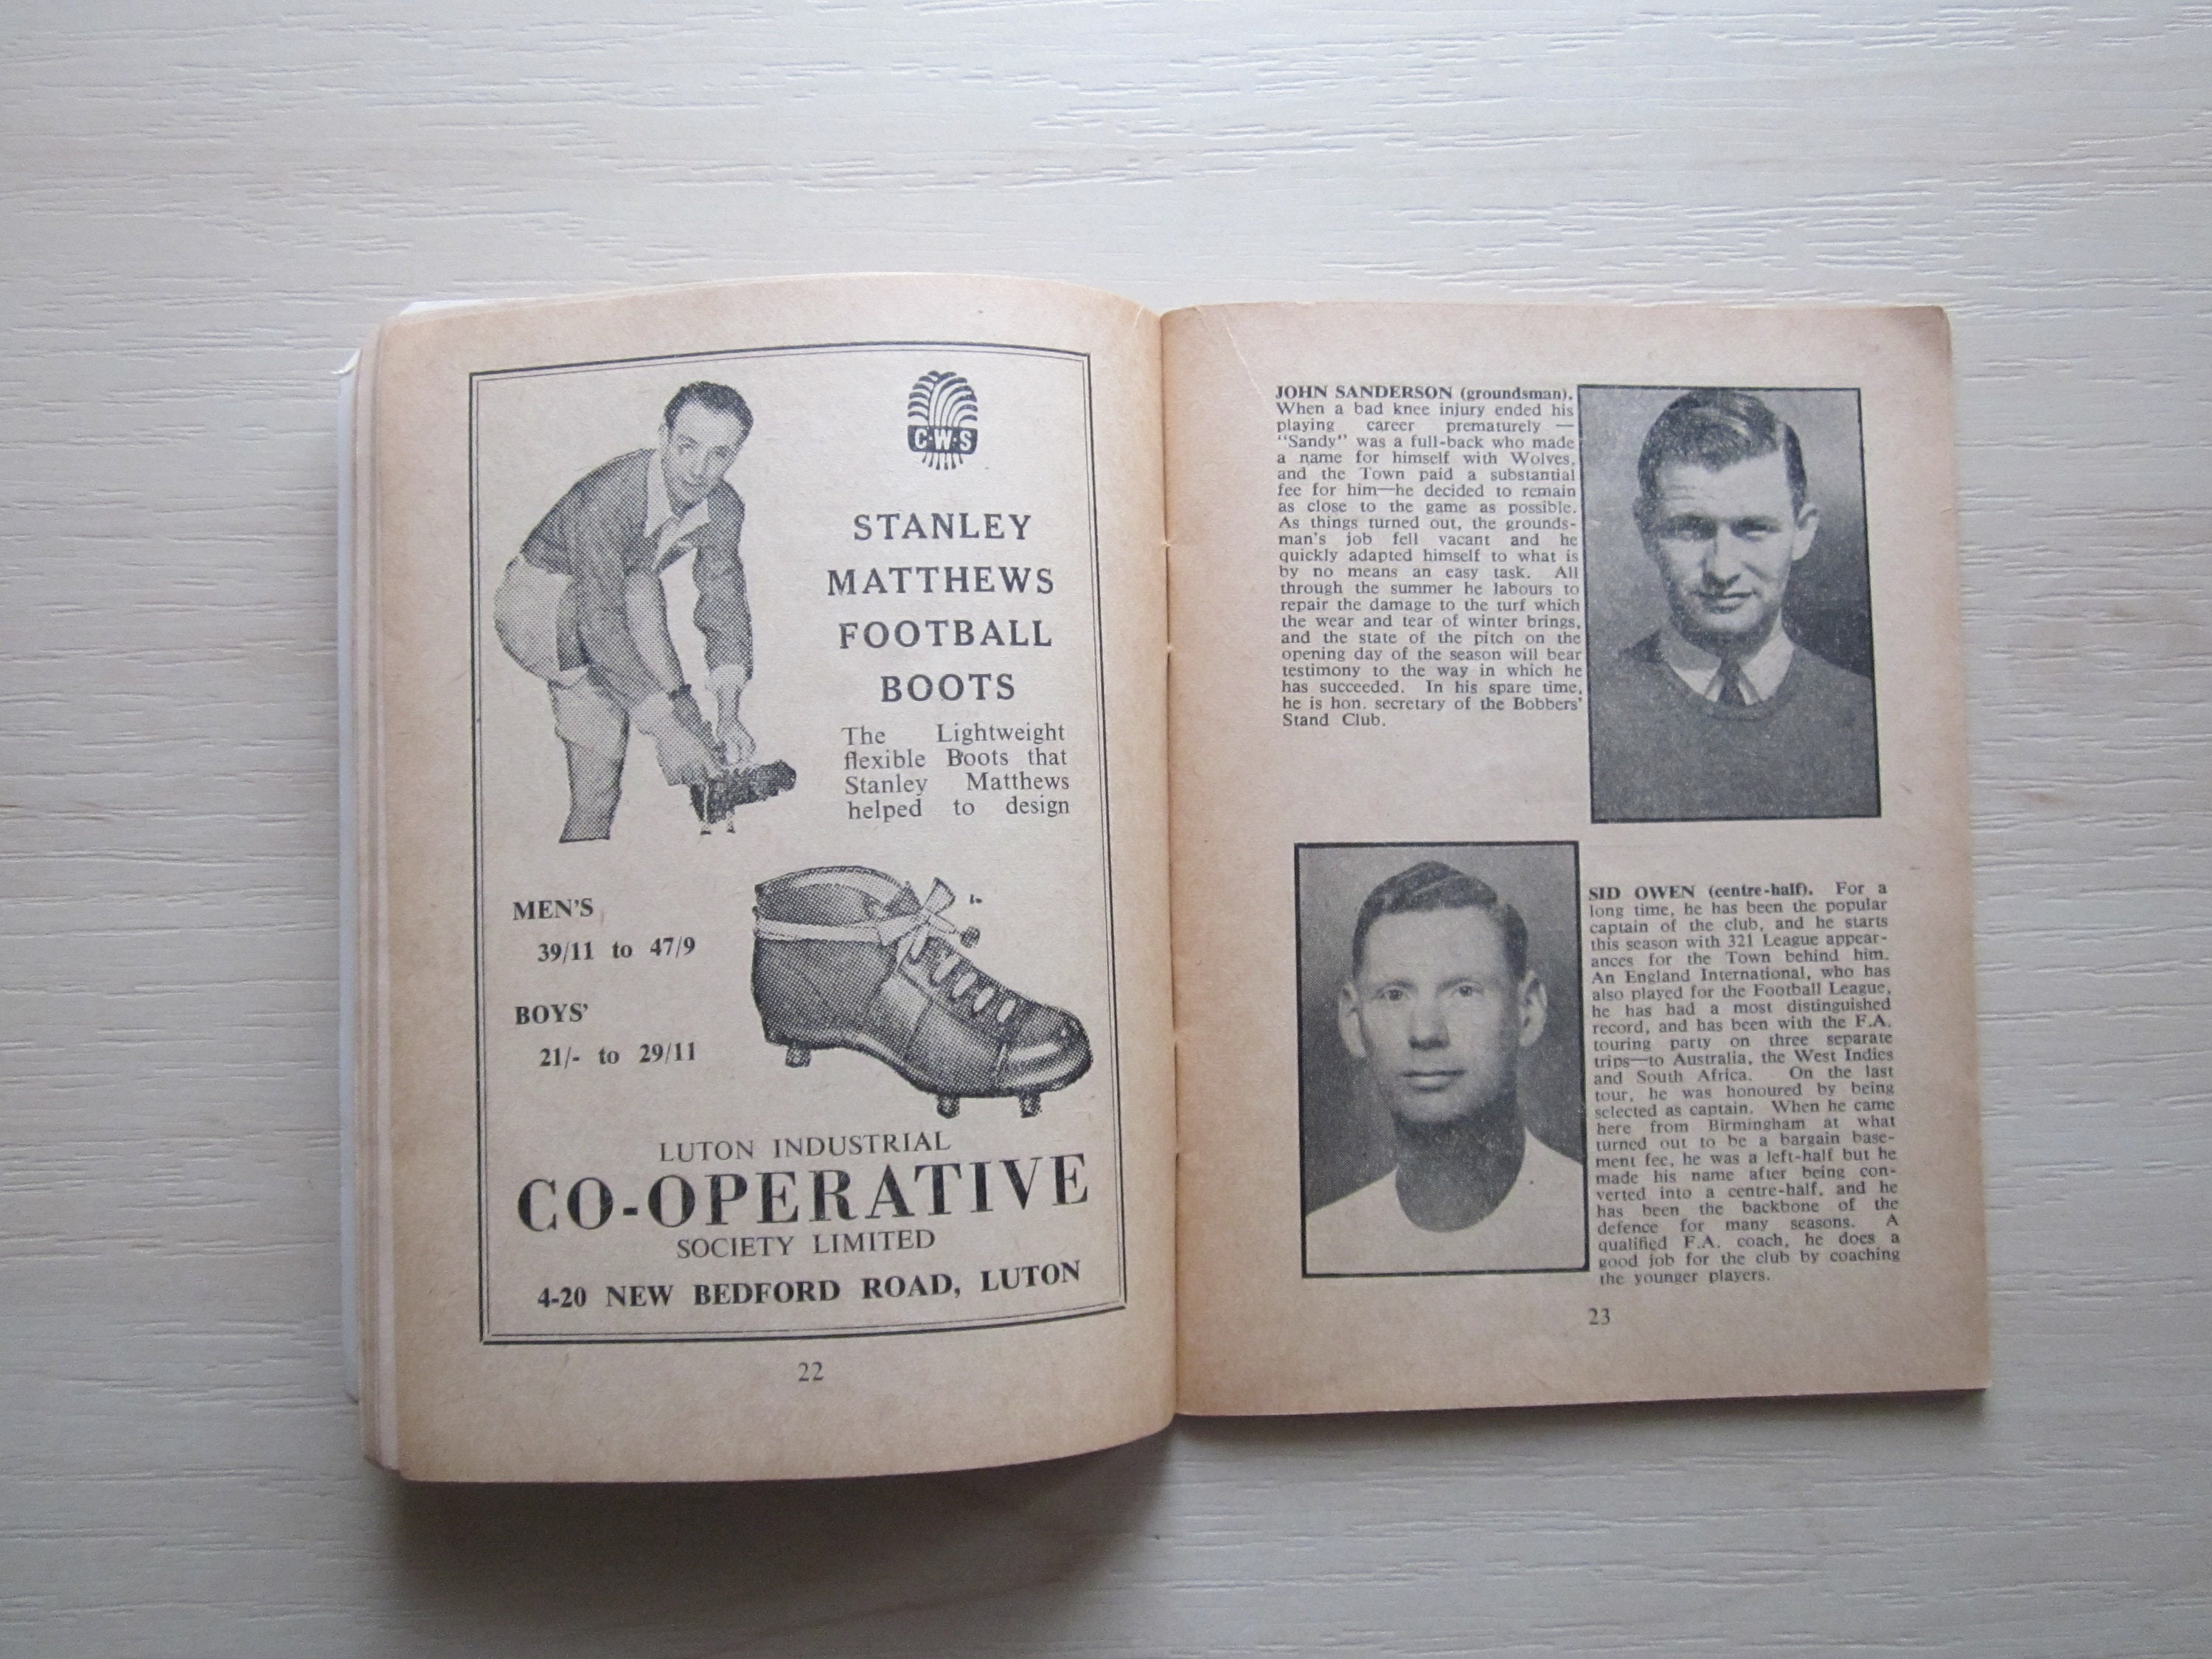 C·W·S
STANLEY
MATTHEWS
FOOTBALL
BOOTS
The Lightweight
flexible Boots that
Stanley Matthews
helped to design
MEN'S
39/11 to 47/9
BOYS'
21/- to 29/11
LUTON INDUSTRIAL
CO-OPERATIVE
SOCIETY LIMITED
4-20 NEW BEDFORD ROAD, LUTON
22
JOHN SANDERSON (groundsman).
When a bad knee injury ended his
playing career prematurely —
"Sandy" was a full-back who made
a name for himself with Wolves,
and the Town paid a substantial
fee for him—he decided to remain
as close to the game as possible.
As things turned out, the grounds-
man's job fell vacant and he
quickly adapted himself to what is
by no means an easy task. All
through the summer he labours to
repair the damage to the turf which
the wear and tear of winter brings,
and the state of the pitch on the
opening day of the season will bear
testimony to the way in which he
has succeeded. In his spare time,
he is hon. secretary of the Bobbers'
Stand Club.
SID OWEN (centre-half). For a
long time, he has been the popular
captain of the club, and he starts
this season with 321 League appear-
ances for the Town behind him.
An England International, who has
also played for the Football League,
he has had a most distinguished
record, and has been with the F.A.
touring party on three separate
trips—to Australia, the West Indies
and South Africa. On the last
tour, he was honoured by being
selected as captain. When he came
here from Birmingham at what
turned out to be a bargain base-
ment fee, he was a left-half but he
made his name after being con-
verted into a centre-half, and he
has been the backbone of the
defence for many seasons. A
qualified F.A. coach, he does a
good job for the club by coaching
the younger players.
23